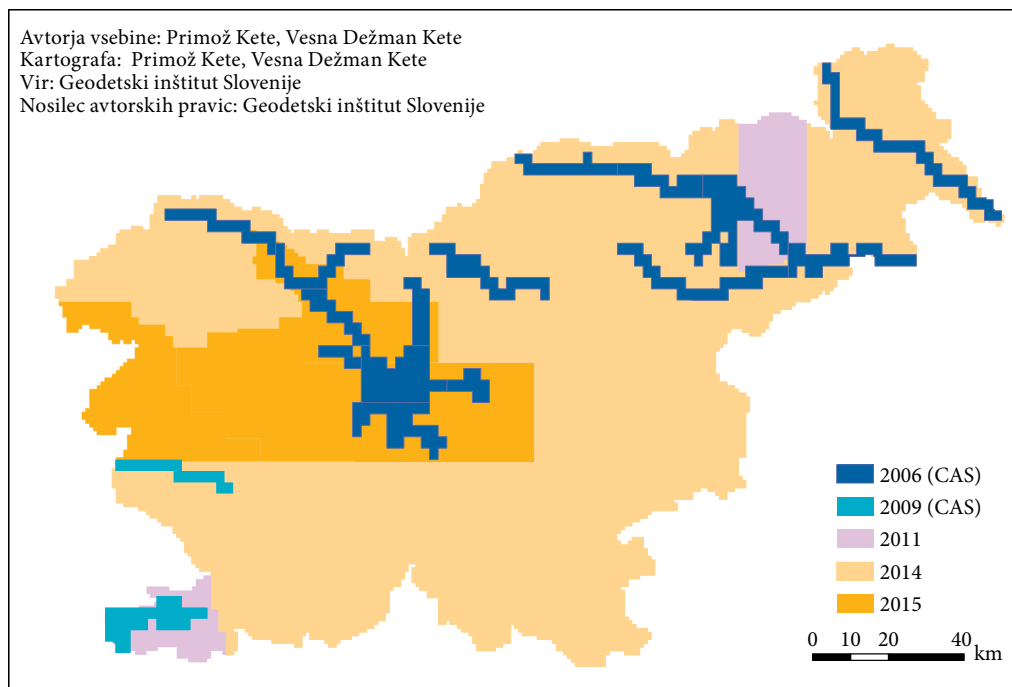 Avtorja vsebine: Primož Kete, Vesna Dežman Kete
Kartografa: Primož Kete, Vesna Dežman Kete
Vir: Geodetski inštitut Slovenije
Nosilec avtorskih pravic: Geodetski inštitut Slovenije
2006 (CAS)
2009 (CAS)
2011
2014
2015
0 10 20 40
km